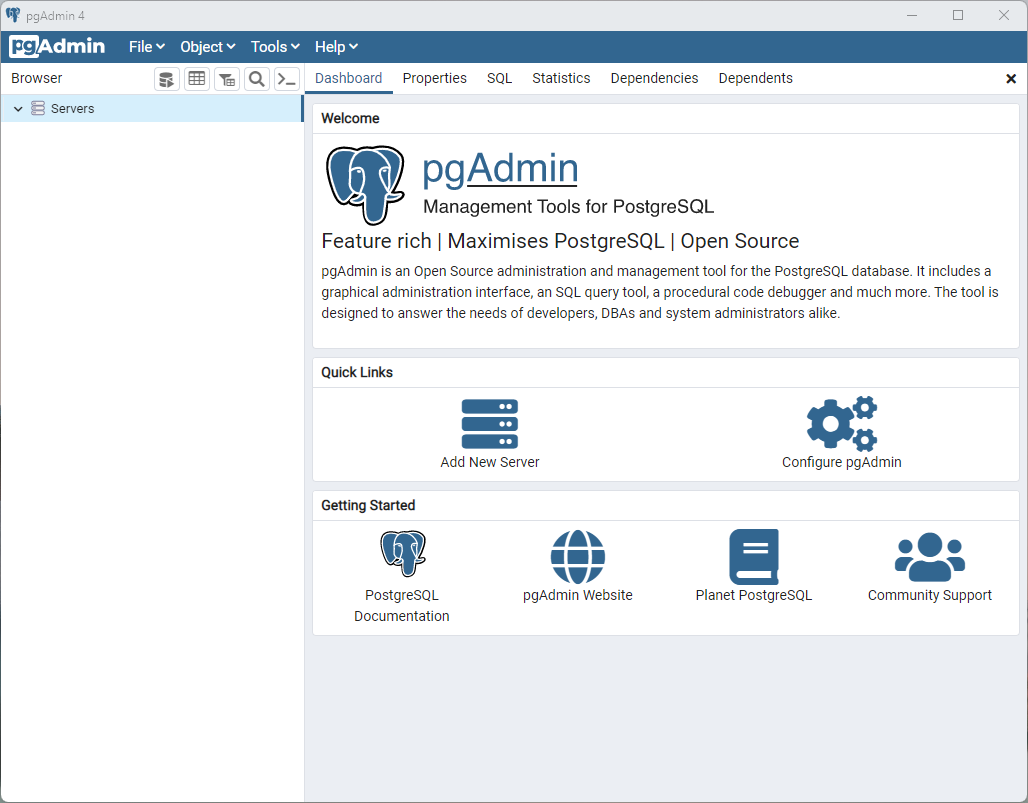 pgAdmin 4
pgAdmin File Object Tools Help
Browser
Dashboard Properties SQL Statistics Dependencies Dependents
Servers
Welcome
pgAdmin
Management Tools for PostgreSQL
Feature rich | Maximises PostgreSQL | Open Source
pgAdmin is an Open Source administration and management tool for the PostgreSQL database. It includes a
graphical administration interface, an SQL query tool, a procedural code debugger and much more. The tool is
designed to answer the needs of developers, DBAs and system administrators alike.
Quick Links
Add New Server
Configure pgAdmin
Getting Started
PostgreSQL
Documentation
pgAdmin Website
Planet PostgreSQL
Community Support